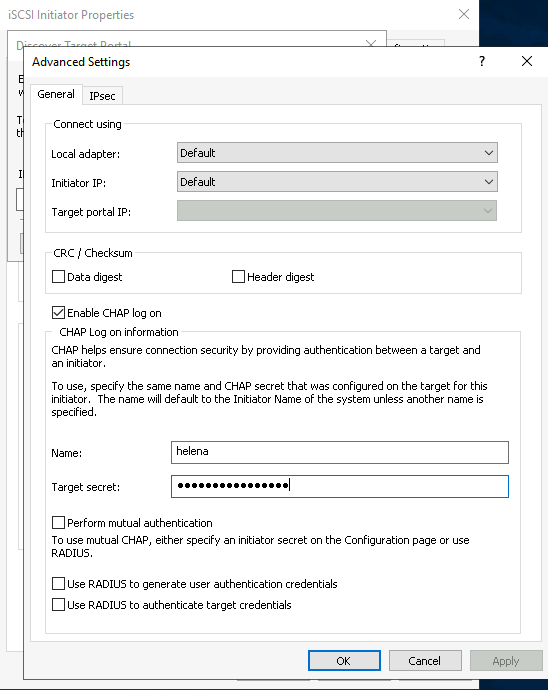 iSCSI Initiator Properties
Discover Target Portal
Advanced Settings
General
IPsec
Connect using
Local adapter:
Default
Initiator IP:
Default
Target portal IP:
CRC / Checksum
Data digest
Header digest
Enable CHAP log on
CHAP Log on information
CHAP helps ensure connection security by providing authentication between a target and
an initiator.
To use, specify the same name and CHAP secret that was configured on the target for this
initiator. The name will default to the Initiator Name of the system unless another name is
specified.
Name:
helena
Target secret:
●●●●●●●●●●●●●●●●
Perform mutual authentication
To use mutual CHAP, either specify an initiator secret on the Configuration page or use
RADIUS.
Use RADIUS to generate user authentication credentials
Use RADIUS to authenticate target credentials
OK
Cancel
Apply